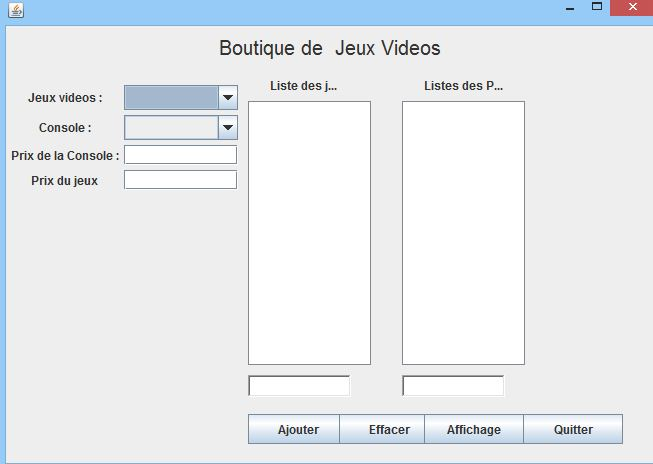 Boutique de Jeux Videos
Liste des j...
Listes des P...
Jeux videos :
Console :
Prix de la Console :
Prix du jeux
Ajouter
Effacer
Affichage
Quitter